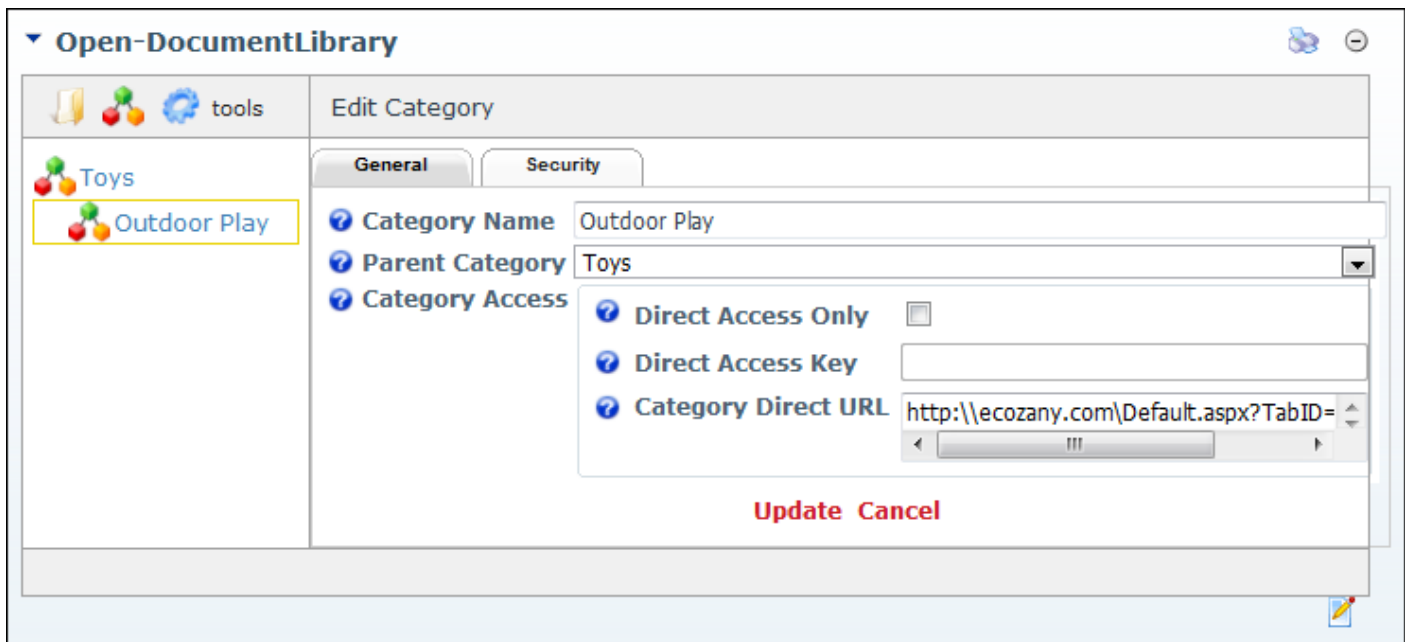 Open-DocumentLibrary
tools
Edit Category
Toys
Outdoor Play
General
Security
Category Name
Outdoor Play
Parent Category
Toys
Category Access
Direct Access Only
Direct Access Key
Category Direct URL
http:\\ecozany.com\Default.aspx?TabID=
Update Cancel